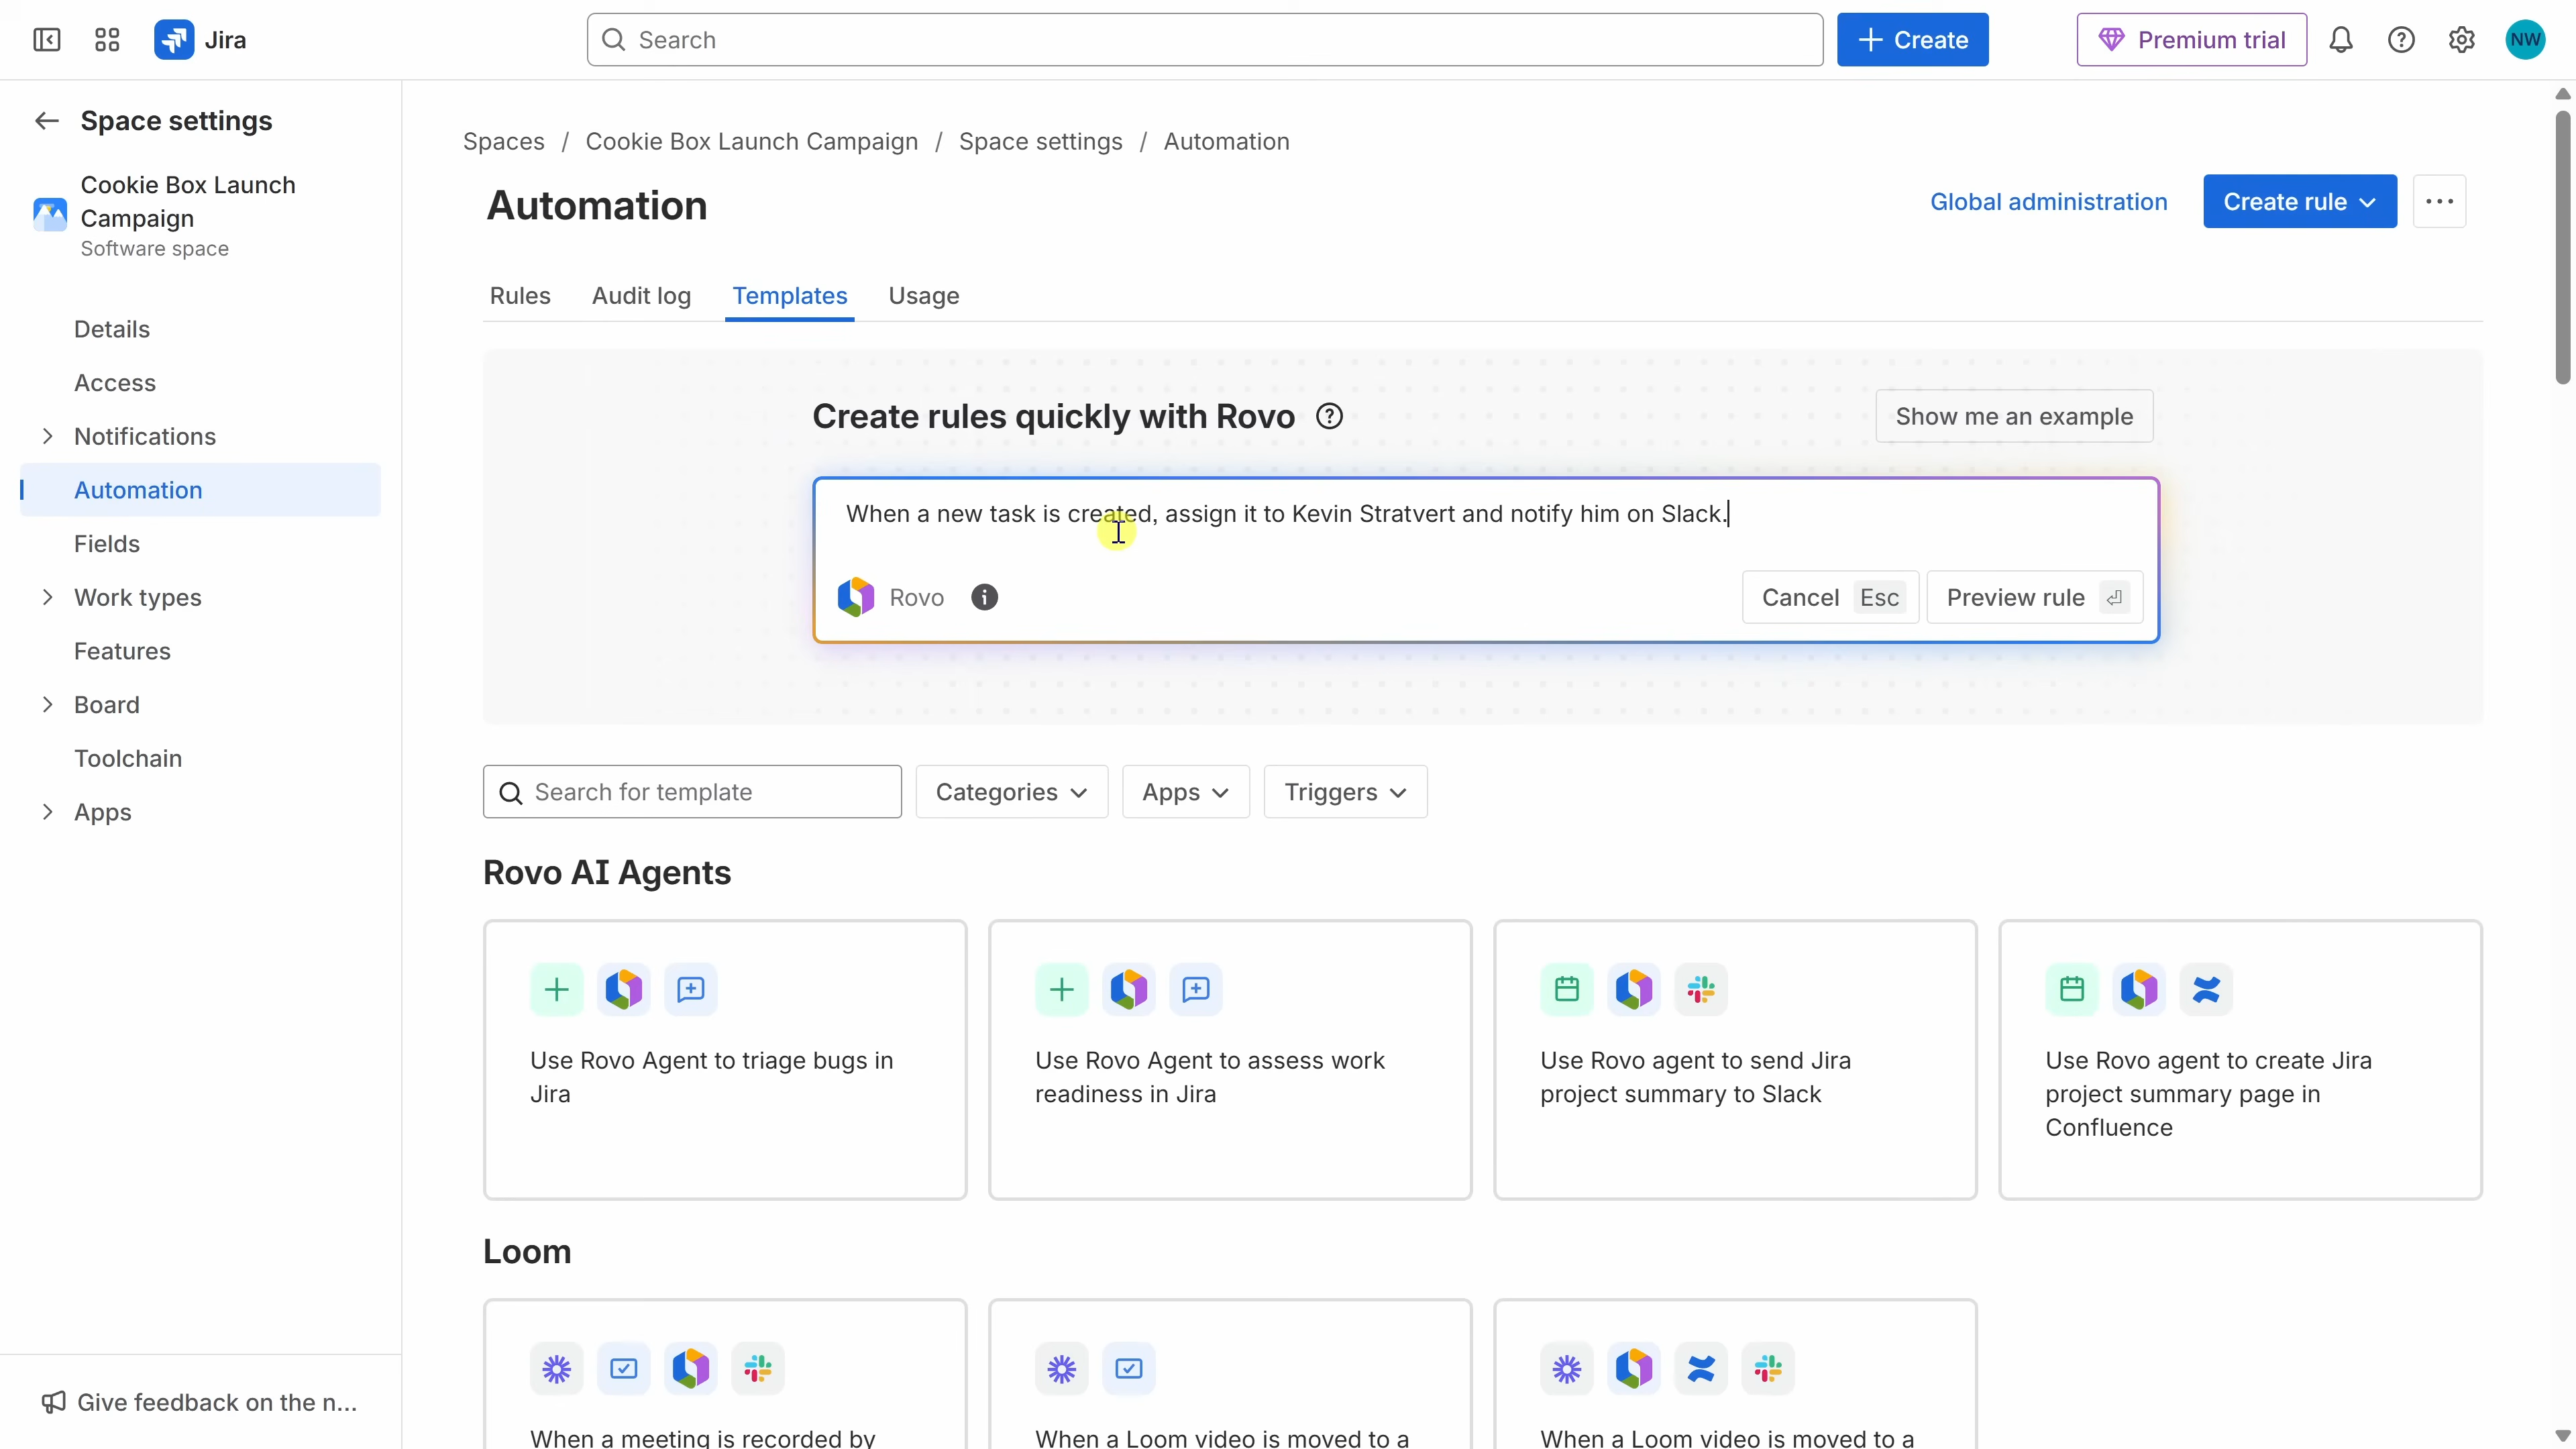 Jira
Search
Create
Premium trial
NW
Space settings
Cookie Box Launch
Campaign
Software space
Details
Access
Notifications
Automation
Fields
Work types
Features
Board
Toolchain
Apps
Give feedback on the n...
Spaces / Cookie Box Launch Campaign / Space settings / Automation
Automation
Global administration
Create rule
Rules
Audit log
Templates
Usage
Create rules quickly with Rovo
Show me an example
When a new task is created, assign it to Kevin Stratvert and notify him on Slack.
Rovo
Cancel Esc
Preview rule
Search for template
Categories
Apps
Triggers
Rovo AI Agents
Use Rovo Agent to triage bugs in
Jira
Use Rovo Agent to assess work
readiness in Jira
Use Rovo agent to send Jira
project summary to Slack
Use Rovo agent to create Jira
project summary page in
Confluence
Loom
When a meeting is recorded by
When a Loom video is moved to a
When a Loom video is moved to a